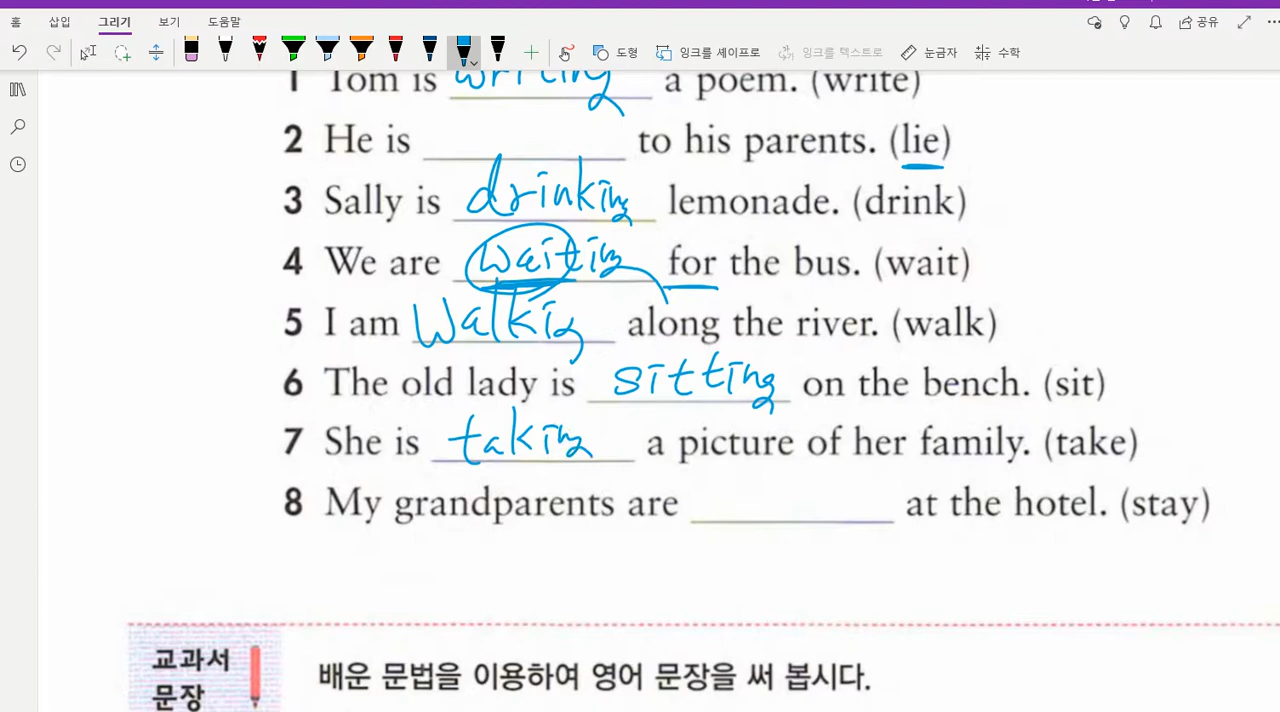 홈 삽입 그리기 보기 도움말 공유
도형 잉크를 셰이프로 잉크를 텍스트로 눈금자 수학
1 Tom is writing a poem. (write)
2 He is ________ to his parents. (lie)
3 Sally is drinking lemonade. (drink)
4 We are waiting for the bus. (wait)
5 I am Walking along the river. (walk)
6 The old lady is sitting on the bench. (sit)
7 She is taking a picture of her family. (take)
8 My grandparents are ________ at the hotel. (stay)
교과서
문장
배운 문법을 이용하여 영어 문장을 써 봅시다.